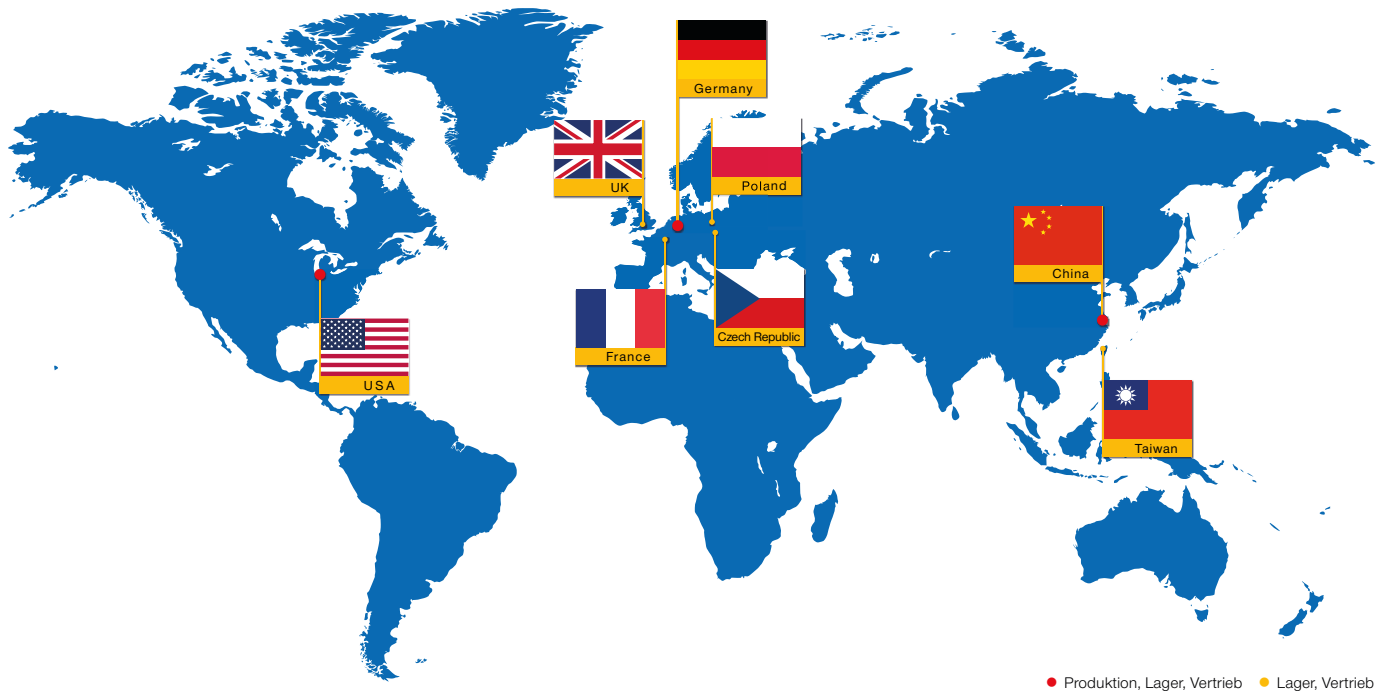 Germany
UK
Poland
China
France
Czech Republic
USA
Taiwan
Produktion, Lager, Vertrieb
Lager, Vertrieb